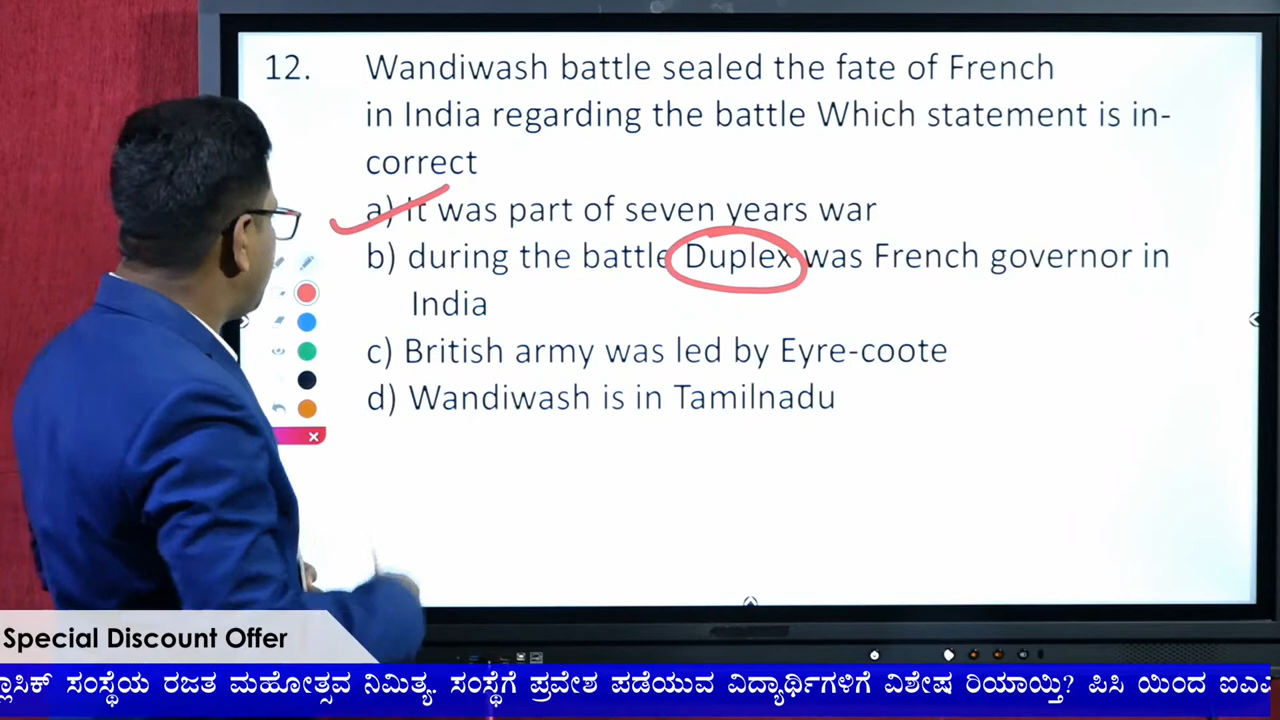 12. Wandiwash battle sealed the fate of French
in India regarding the battle Which statement is in-
correct
a) It was part of seven years war
b) during the battle Duplex was French governor in
India
c) British army was led by Eyre-coote
d) Wandiwash is in Tamilnadu
Special Discount Offer
ಸಂಸ್ಥೆಯ ರಜತ ಮಹೋತ್ಸವ ನಿಮಿತ್ಯ. ಸಂಸ್ಥೆಗೆ ಪ್ರವೇಶ ಪಡೆಯುವ ವಿದ್ಯಾರ್ಥಿಗಳಿಗೆ ವಿಶೇಷ ರಿಯಾಯ್ತಿ? ಪಿಸಿ ಯಿಂದ